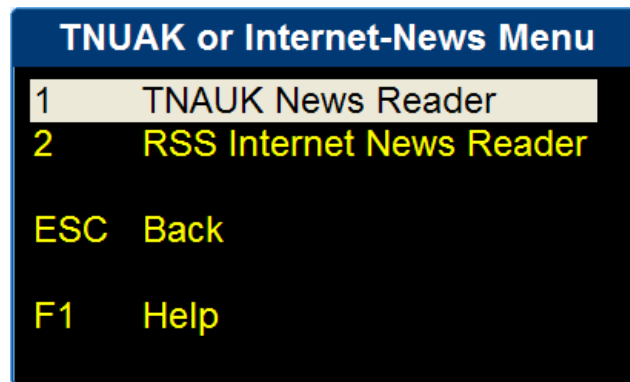 TNUAK or Internet-News Menu
1 TNAUK News Reader
2 RSS Internet News Reader
ESC Back
F1 Help